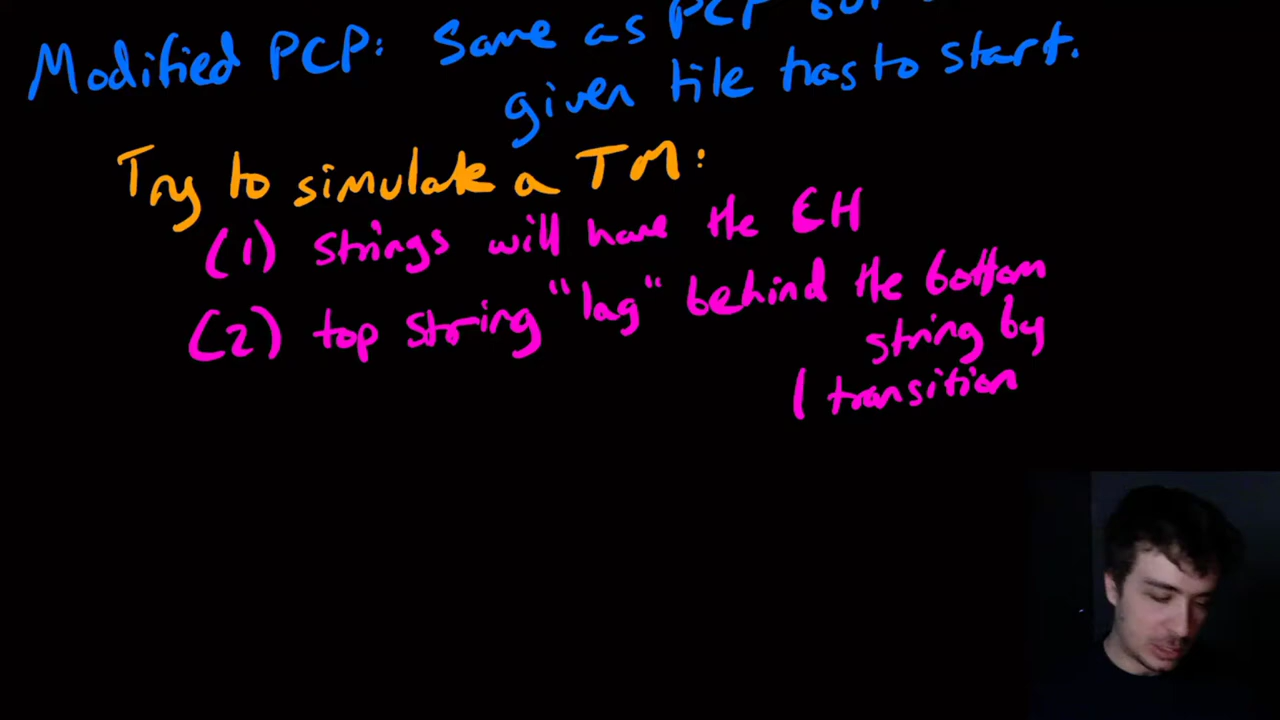 Modified PCP: Same as PCP but
given tile has to start.
Try to simulate a TM:
(1) strings will have the CH
(2) top string "lag" behind the bottom
string by
1 transition